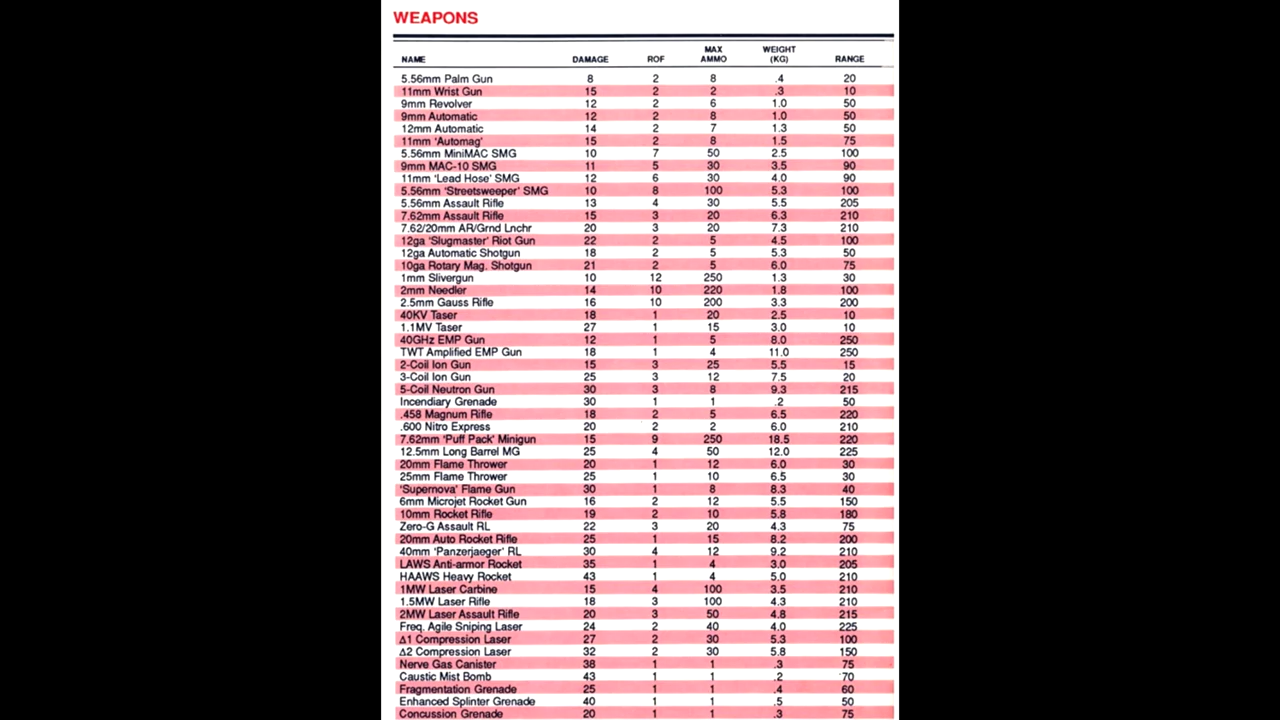 WEAPONS
NAME DAMAGE ROF MAX AMMO WEIGHT (KG) RANGE
5.56mm Palm Gun 8 2 8 .4 20
11mm Wrist Gun 15 2 2 .3 10
9mm Revolver 12 2 6 1.0 50
9mm Automatic 12 2 8 1.0 50
12mm Automatic 14 2 7 1.3 50
11mm 'Automag' 15 2 8 1.5 75
5.56mm MiniMAC SMG 10 7 50 2.5 100
9mm MAC-10 SMG 11 5 30 3.5 90
11mm 'Lead Hose' SMG 12 6 30 4.0 90
5.56mm 'Streetsweeper' SMG 10 8 100 5.3 100
5.56mm Assault Rifle 13 4 30 5.5 205
7.62mm Assault Rifle 15 3 20 6.3 210
7.62/20mm AR/Grnd Lnchr 20 3 20 7.3 210
12ga 'Slugmaster' Riot Gun 22 2 5 4.5 100
12ga Automatic Shotgun 18 2 5 5.3 50
10ga Rotary Mag. Shotgun 21 2 5 6.0 75
1mm Slivergun 10 12 250 1.3 30
2mm Needler 14 10 220 1.8 100
2.5mm Gauss Rifle 16 10 200 3.3 200
40KV Taser 18 1 20 2.5 10
1.1MV Taser 27 1 15 3.0 10
40GHz EMP Gun 12 1 5 8.0 250
TWT Amplified EMP Gun 18 1 4 11.0 250
2-Coil Ion Gun 15 3 25 5.5 15
3-Coil Ion Gun 25 3 12 7.5 20
5-Coil Neutron Gun 30 3 8 9.3 215
Incendiary Grenade 30 1 1 .2 50
.458 Magnum Rifle 18 2 5 6.5 220
.600 Nitro Express 20 2 2 6.0 210
7.62mm 'Puff Pack' Minigun 15 9 250 18.5 220
12.5mm Long Barrel MG 25 4 50 12.0 225
20mm Flame Thrower 20 1 12 6.0 30
25mm Flame Thrower 25 1 10 6.5 30
'Supernova' Flame Gun 30 1 8 8.3 40
6mm Microjet Rocket Gun 16 2 12 5.5 150
10mm Rocket Rifle 19 2 10 5.8 180
Zero-G Assault RL 22 3 20 4.3 75
20mm Auto Rocket Rifle 25 1 15 8.2 200
40mm 'Panzerjaeger' RL 30 4 12 9.2 210
LAWS Anti-armor Rocket 35 1 4 3.0 205
HAAWS Heavy Rocket 43 1 4 5.0 210
1MW Laser Carbine 15 4 100 3.5 210
1.5MW Laser Rifle 18 3 100 4.3 210
2MW Laser Assault Rifle 20 3 50 4.8 215
Freq. Agile Sniping Laser 24 2 40 4.0 225
Δ1 Compression Laser 27 2 30 5.3 100
Δ2 Compression Laser 32 2 30 5.8 150
Nerve Gas Canister 38 1 1 .3 75
Caustic Mist Bomb 43 1 1 .2 70
Fragmentation Grenade 25 1 1 .4 60
Enhanced Splinter Grenade 40 1 1 .5 50
Concussion Grenade 20 1 1 .3 75